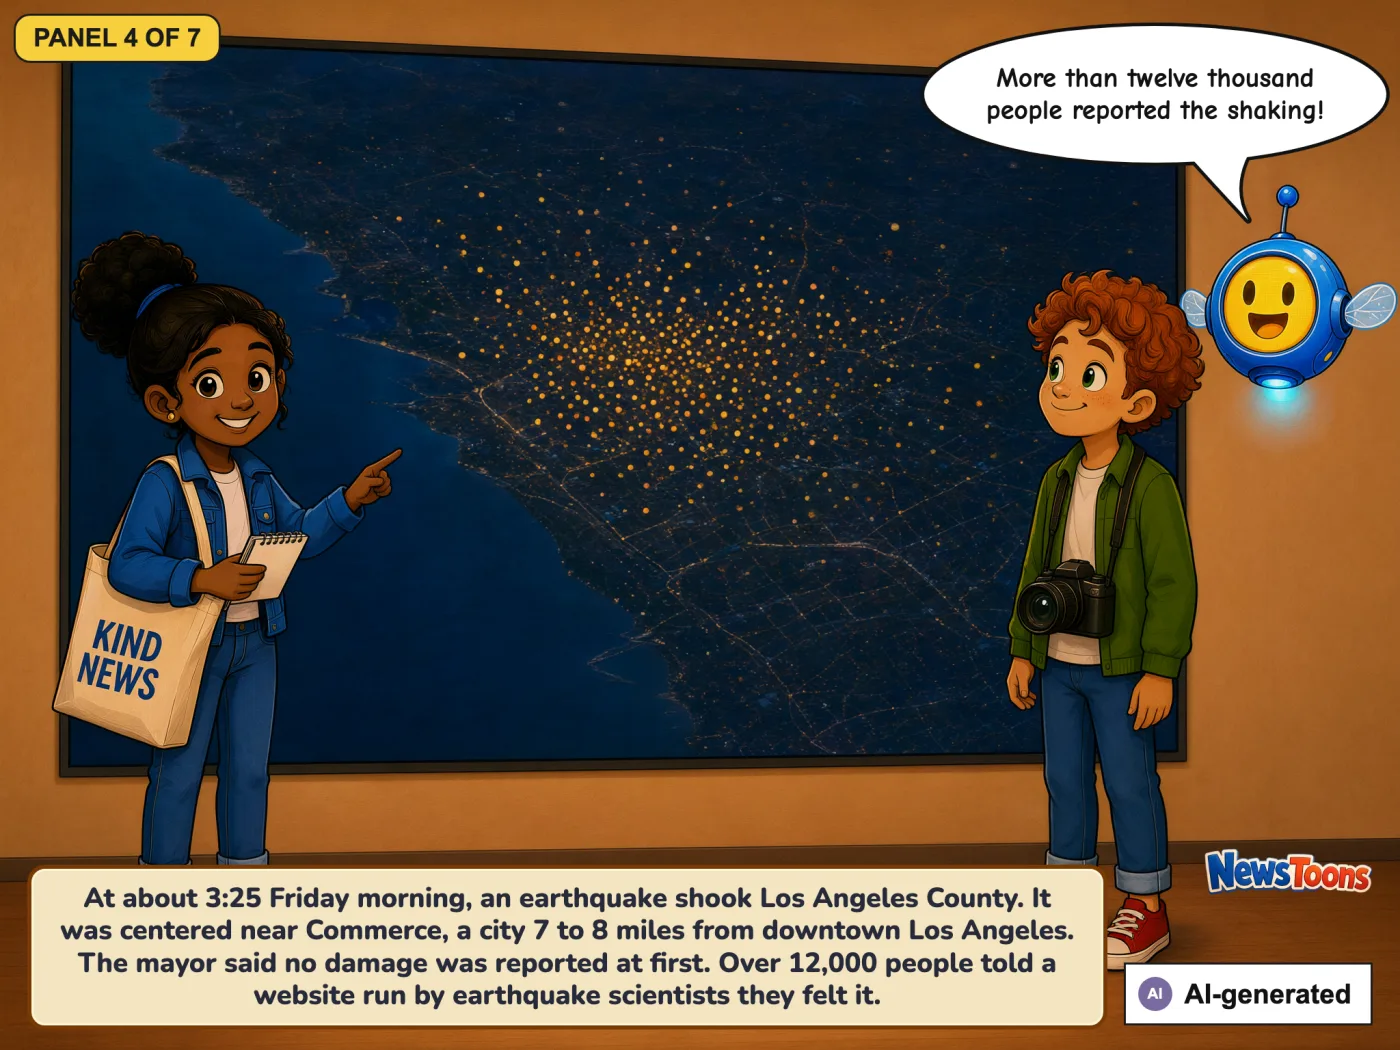 PANEL 4 OF 7
More than twelve thousand
people reported the shaking!
KIND
NEWS
NewsToons
At about 3:25 Friday morning, an earthquake shook Los Angeles County. It
was centered near Commerce, a city 7 to 8 miles from downtown Los Angeles.
The mayor said no damage was reported at first. Over 12,000 people told a
website run by earthquake scientists they felt it.
AI AI-generated